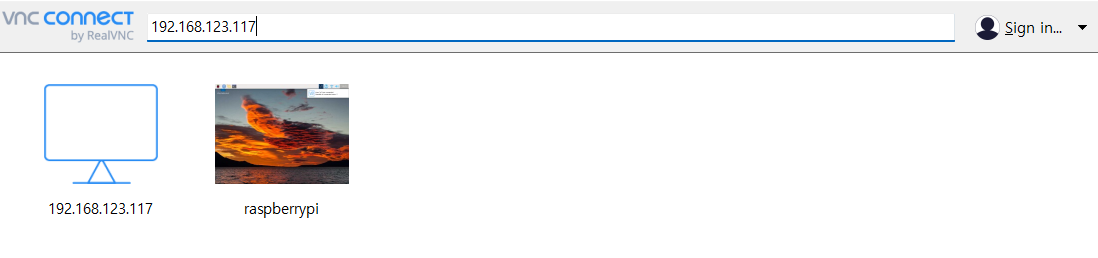 vnc connect
by RealVNC
192.168.123.117
Sign in...
192.168.123.117
raspberrypi